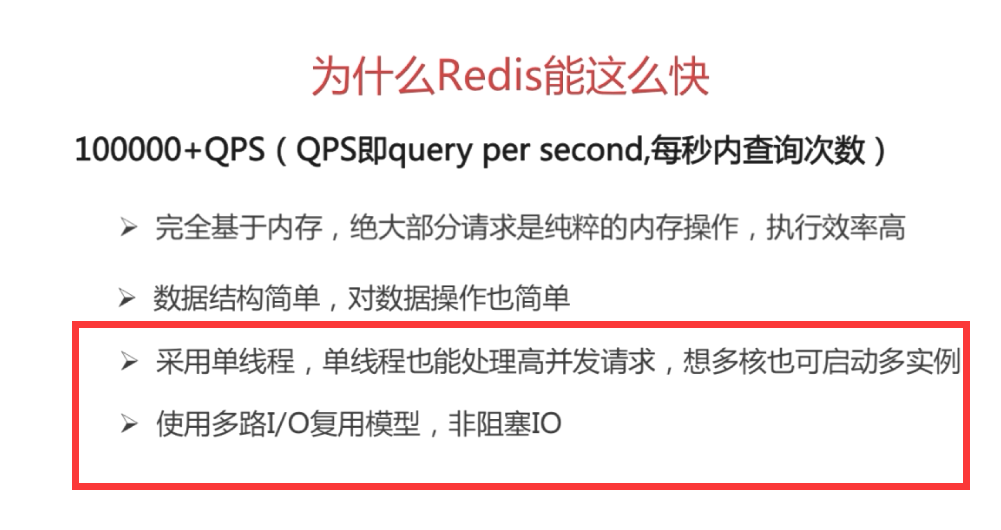 为什么Redis能这么快
100000+QPS（QPS即query per second,每秒内查询次数）
➢ 完全基于内存，绝大部分请求是纯粹的内存操作，执行效率高
➢ 数据结构简单，对数据操作也简单
➢ 采用单线程，单线程也能处理高并发请求，想多核也可启动多实例
➢ 使用多路I/O复用模型，非阻塞IO